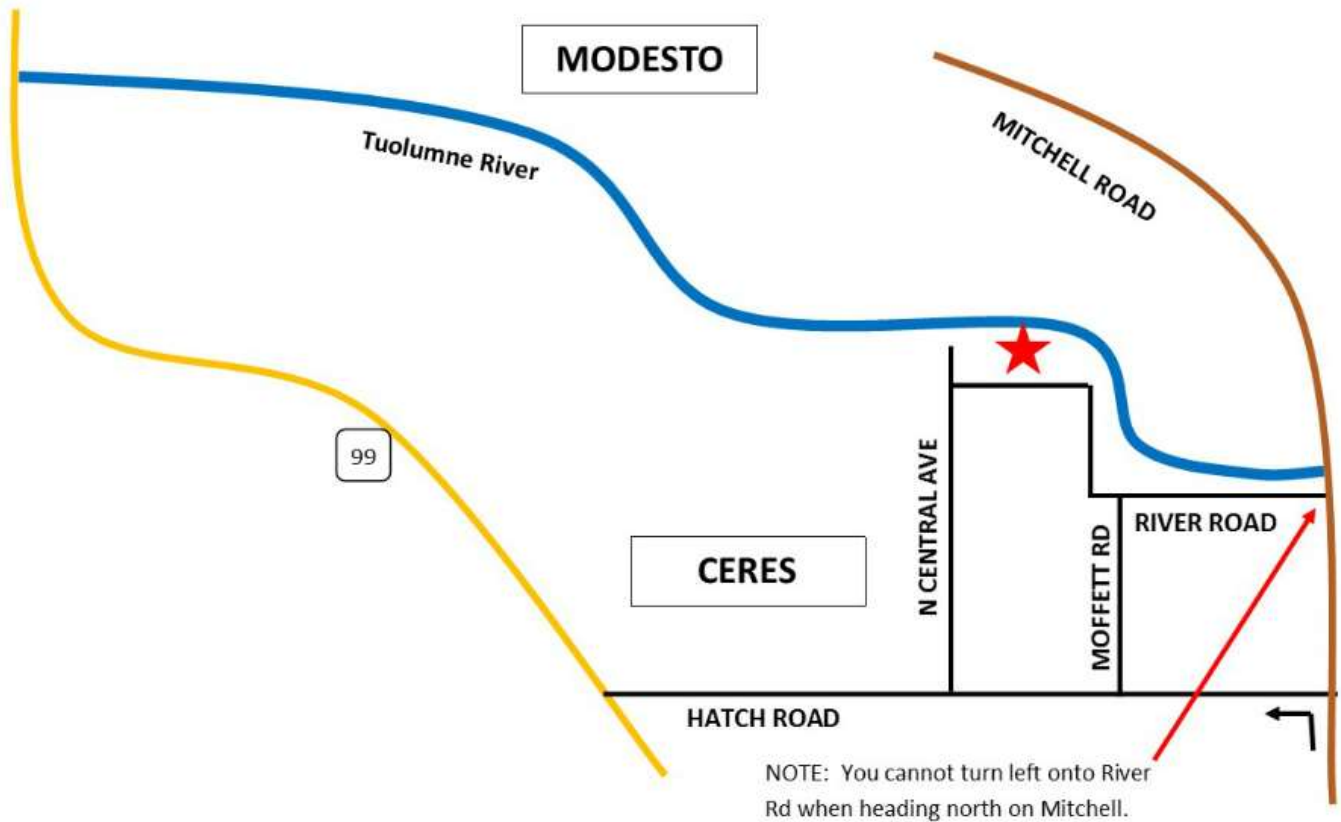 MODESTO
Tuolumne River
MITCHELL ROAD
99
N CENTRAL AVE
CERES
MOFFETT RD
RIVER ROAD
HATCH ROAD
NOTE:  You cannot turn left onto River
Rd when heading north on Mitchell.